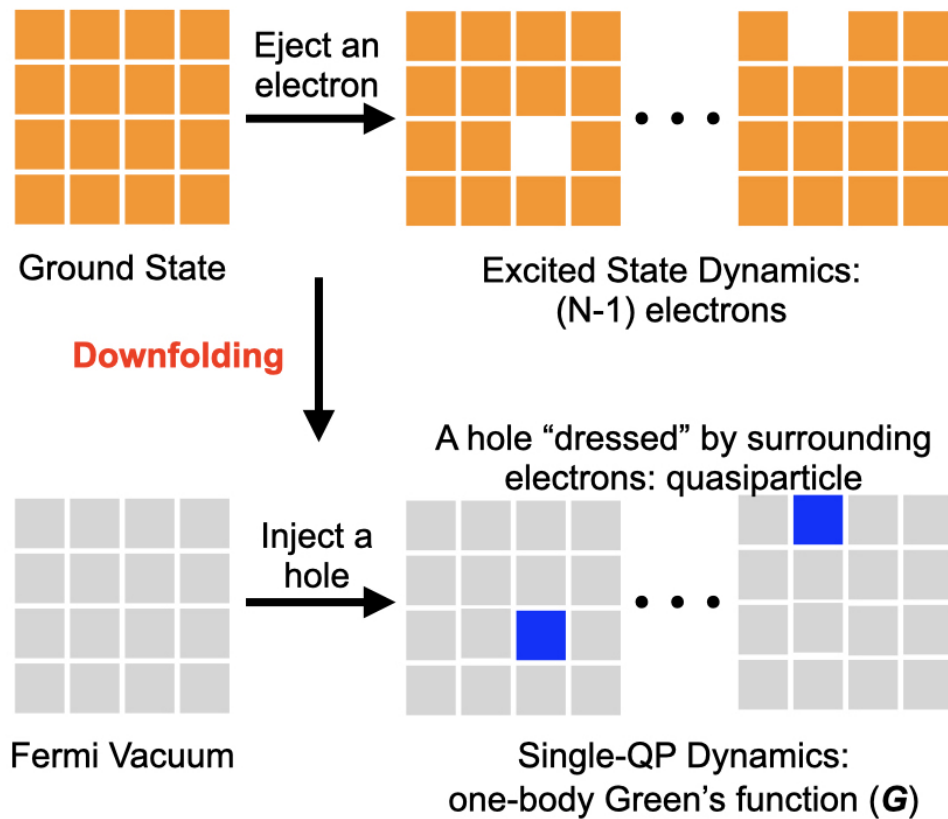 Eject an
electron
Ground State
Excited State Dynamics:
(N-1) electrons
Downfolding
A hole “dressed” by surrounding
electrons: quasiparticle
Inject a
hole
Fermi Vacuum
Single-QP Dynamics:
one-body Green’s function (G)